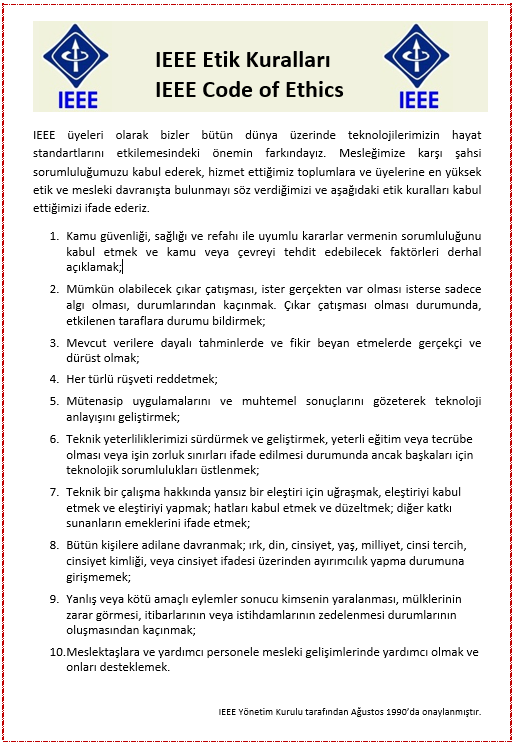 IEEE Etik Kuralları
IEEE Code of Ethics
IEEE
IEEE
IEEE üyeleri olarak bizler bütün dünya üzerinde teknolojilerimizin hayat
standartlarını etkilemesindeki önemin farkındayız. Mesleğimize karşı şahsi
sorumluluğumuzu kabul ederek, hizmet ettiğimiz toplumlara ve üyelerine en yüksek
etik ve mesleki davranışta bulunmayı söz verdiğimizi ve aşağıdaki etik kuralları kabul
ettiğimizi ifade ederiz.
1. Kamu güvenliği, sağlığı ve refahı ile uyumlu kararlar vermenin sorumluluğunu
kabul etmek ve kamu veya çevreyi tehdit edebilecek faktörleri derhal
açıklamak;
2. Mümkün olabilecek çıkar çatışması, ister gerçekten var olması isterse sadece
algı olması, durumlarından kaçınmak. Çıkar çatışması olması durumunda,
etkilenen taraflara durumu bildirmek;
3. Mevcut verilere dayalı tahminlerde ve fikir beyan etmelerde gerçekçi ve
dürüst olmak;
4. Her türlü rüşveti reddetmek;
5. Mütenasip uygulamalarını ve muhtemel sonuçlarını gözeterek teknoloji
anlayışını geliştirmek;
6. Teknik yeterliliklerimizi sürdürmek ve geliştirmek, yeterli eğitim veya tecrübe
olması veya işin zorluk sınırları ifade edilmesi durumunda ancak başkaları için
teknolojik sorumlulukları üstlenmek;
7. Teknik bir çalışma hakkında yansız bir eleştiri için uğraşmak, eleştiriyi kabul
etmek ve eleştiriyi yapmak; hatları kabul etmek ve düzeltmek; diğer katkı
sunanların emeklerini ifade etmek;
8. Bütün kişilere adilane davranmak; ırk, din, cinsiyet, yaş, milliyet, cinsi tercih,
cinsiyet kimliği, veya cinsiyet ifadesi üzerinden ayırımcılık yapma durumuna
girişmemek;
9. Yanlış veya kötü amaçlı eylemler sonucu kimsenin yaralanması, mülklerinin
zarar görmesi, itibarlarının veya istihdamlarının zedelenmesi durumlarının
oluşmasından kaçınmak;
10.Meslektaşlara ve yardımcı personele mesleki gelişimlerinde yardımcı olmak ve
onları desteklemek.
IEEE Yönetim Kurulu tarafından Ağustos 1990’da onaylanmıştır.